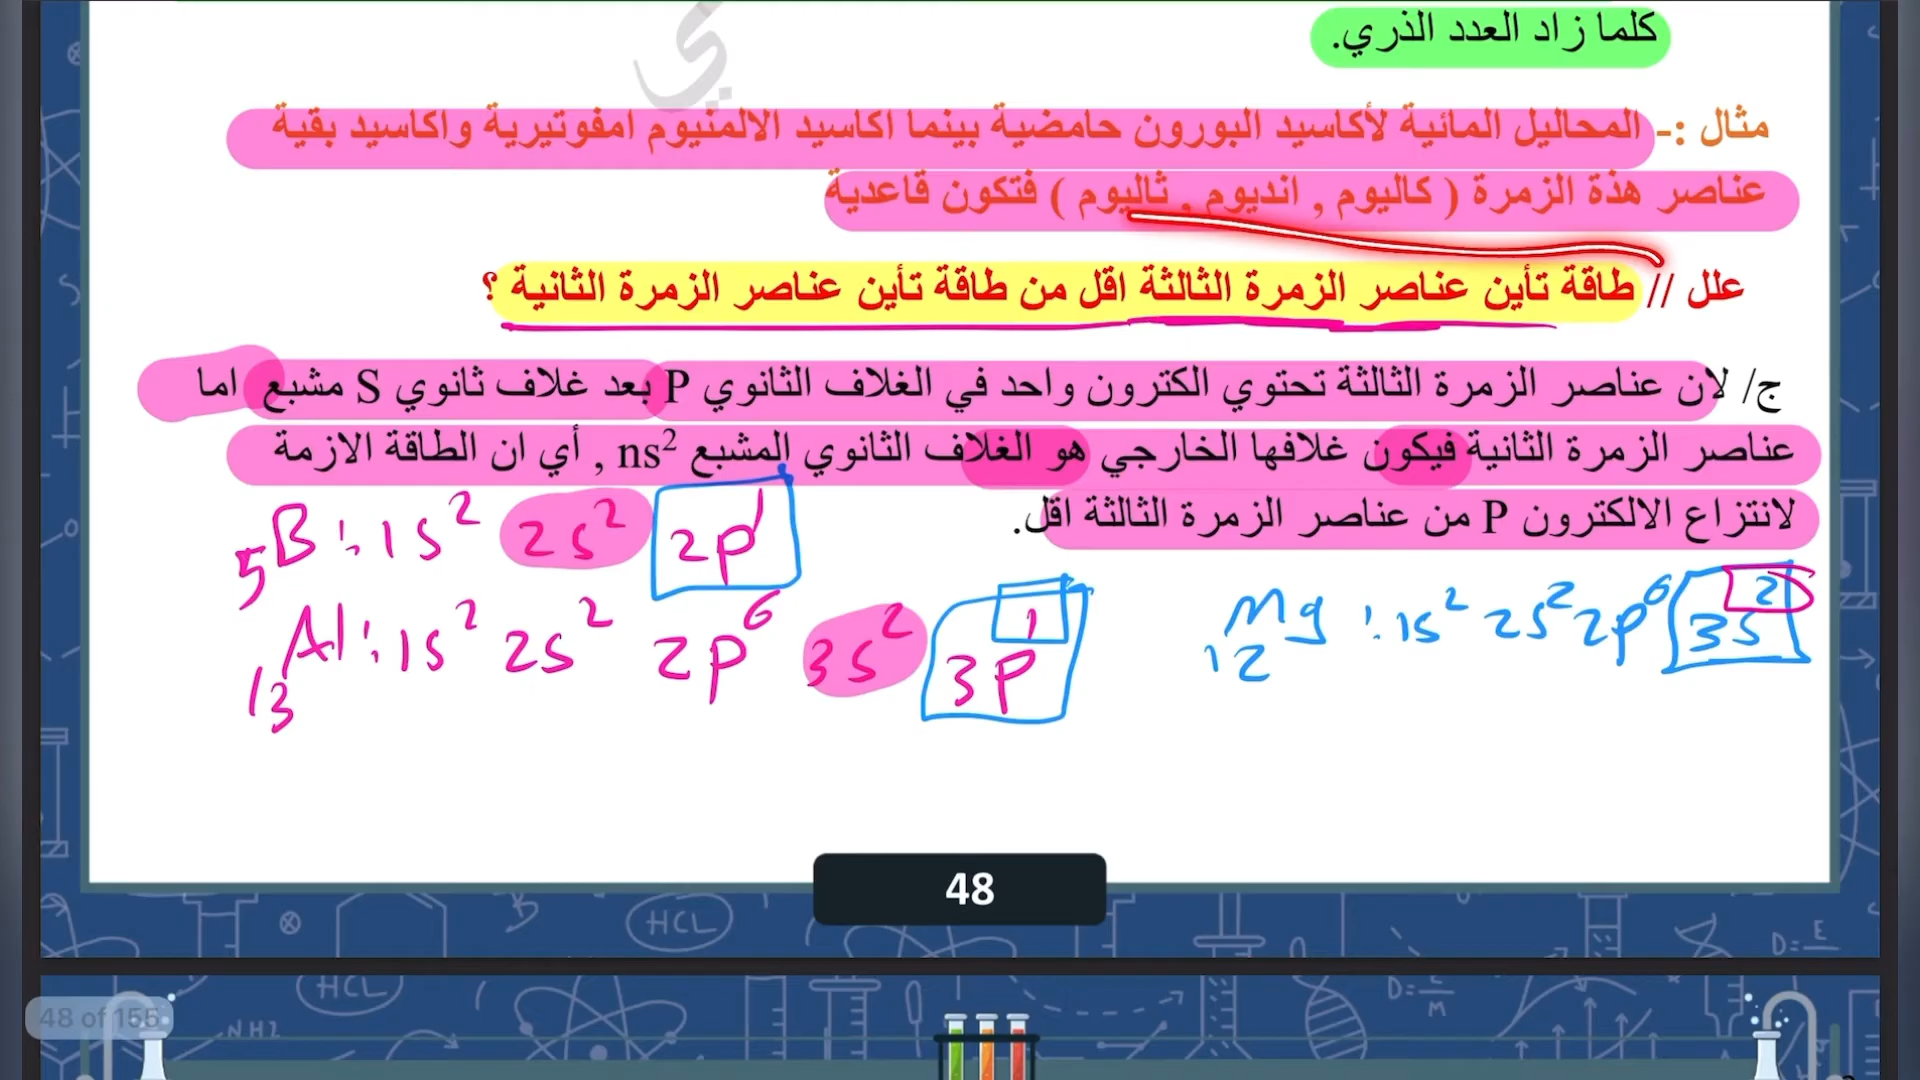 كلما زاد العدد الذري.
مثال :- المحاليل المائية لأكاسيد البورون حامضية بينما اكاسيد الالمنيوم امفوتيرية واكاسيد بقية
عناصر هذة الزمرة ( كاليوم , انديوم , ثاليوم ) فتكون قاعدية
علل // طاقة تأين عناصر الزمرة الثالثة اقل من طاقة تأين عناصر الزمرة الثانية ؟
ج/ لان عناصر الزمرة الثالثة تحتوي الكترون واحد في الغلاف الثانوي P بعد غلاف ثانوي S مشبع اما
عناصر الزمرة الثانية فيكون غلافها الخارجي هو الغلاف الثانوي المشبع ns² , أي ان الطاقة الازمة
لانتزاع الالكترون P من عناصر الزمرة الثالثة اقل.
₅B : 1s² 2s² 2p¹
₁₃Al : 1s² 2s² 2p⁶ 3s² 3p¹
₁₂Mg : 1s² 2s² 2p⁶ 3s²
48
HCL
D=E
HCL
D=C/M
NH2
48 of 155